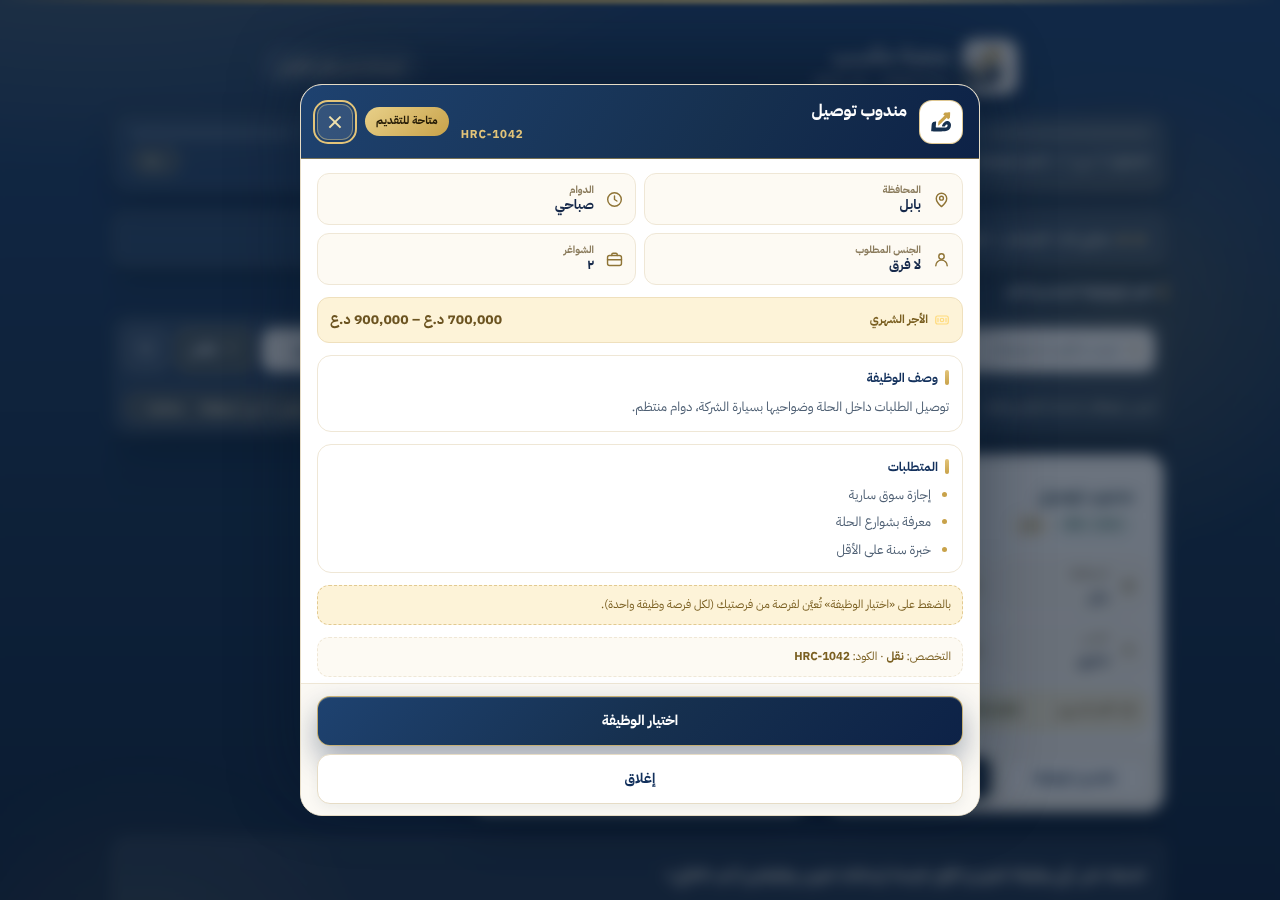 مندوب توصيل
HRC-1042
متاحة للتقديم
المحافظة
بابل
الدوام
صباحي
الجنس المطلوب
لا فرق
الشواغر
٢
الأجر الشهري
700,000 د.ع – 900,000 د.ع
وصف الوظيفة
توصيل الطلبات داخل الحلة وضواحيها بسيارة الشركة، دوام منتظم.
المتطلبات
إجازة سوق سارية
معرفة بشوارع الحلة
خبرة سنة على الأقل
بالضغط على «اختيار الوظيفة» تُعيَّن لفرصة من فرصتيك (لكل فرصة وظيفة واحدة).
التخصص: نقل · الكود: HRC-1042
اختيار الوظيفة
إغلاق